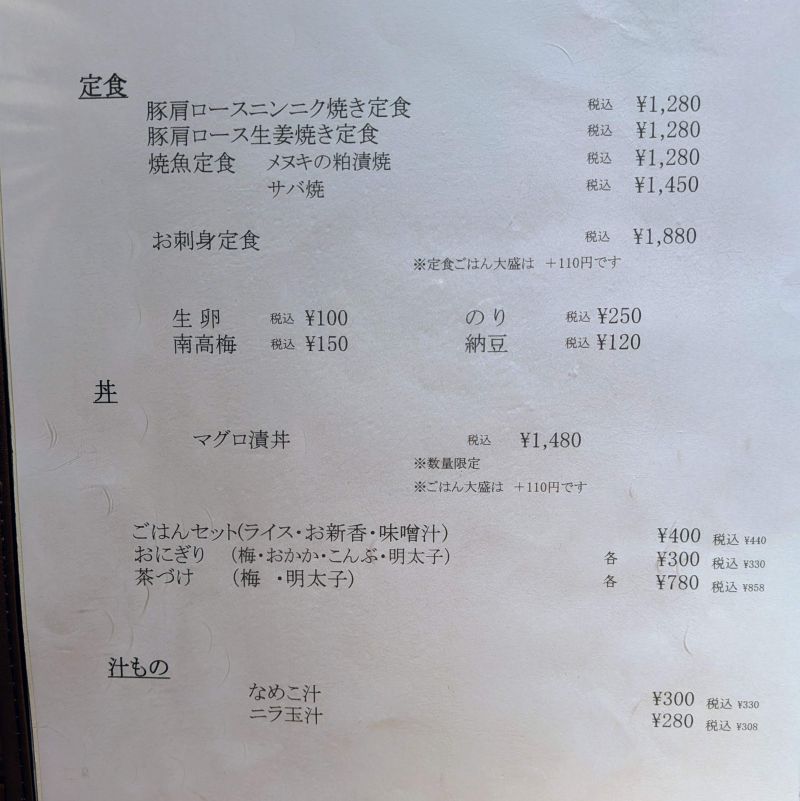 定食
豚肩ロースニンニク焼き定食 税込 ¥1,280
豚肩ロース生姜焼き定食 税込 ¥1,280
焼魚定食 メヌキの粕漬焼 税込 ¥1,280
サバ焼 税込 ¥1,450
お刺身定食 税込 ¥1,880
※定食ごはん大盛は ＋110円です
生卵 税込 ¥100 のり 税込 ¥250
南高梅 税込 ¥150 納豆 税込 ¥120
丼
マグロ漬丼 税込 ¥1,480
※数量限定
※ごはん大盛は ＋110円です
ごはんセット(ライス・お新香・味噌汁) ¥400 税込 ¥440
おにぎり （梅・おかか・こんぶ・明太子） 各 ¥300 税込 ¥330
茶づけ （梅 ・明太子） 各 ¥780 税込 ¥858
汁もの
なめこ汁 ¥300 税込 ¥330
ニラ玉汁 ¥280 税込 ¥308